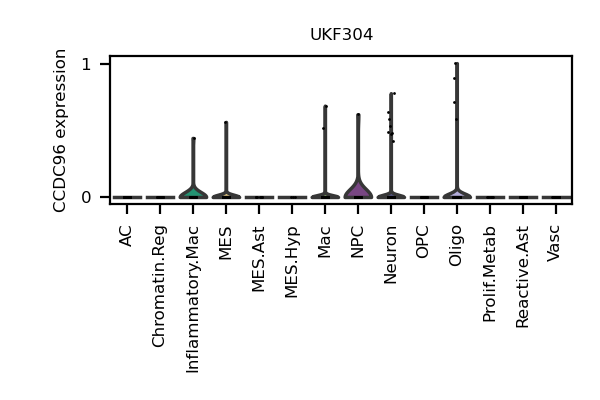 UKF304
CCDC96 expression
1
0
AC
Chromatin.Reg
Inflammatory.Mac
MES
MES.Ast
MES.Hyp
Mac
NPC
Neuron
OPC
Oligo
Prolif.Metab
Reactive.Ast
Vasc